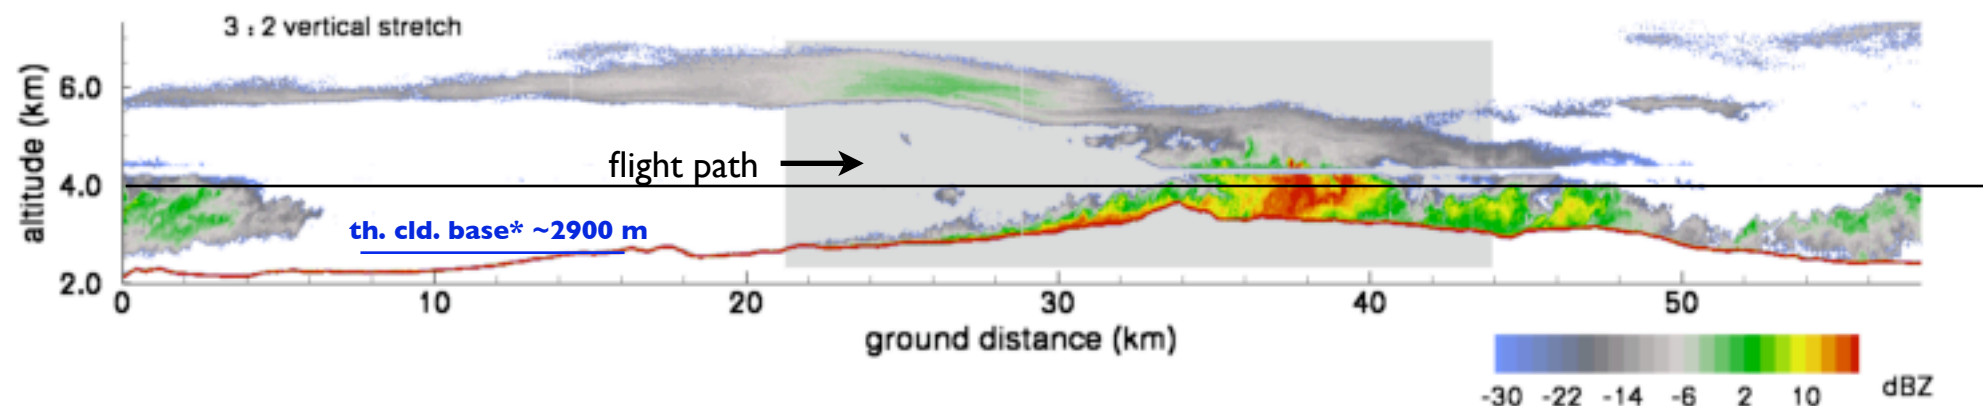 3 : 2 vertical stretch
altitude (km)
6.0
4.0
2.0
flight path
th. cld. base* ~2900 m
0 10 20 30 40 50
ground distance (km)
-30 -22 -14 -6 2 10
dBZ